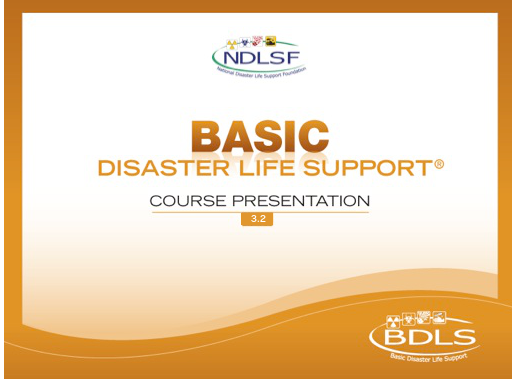 NDLSF
National Disaster Life Support Foundation
BASIC
DISASTER LIFE SUPPORT®
COURSE PRESENTATION
3.2
BDLS
Basic Disaster Life Support